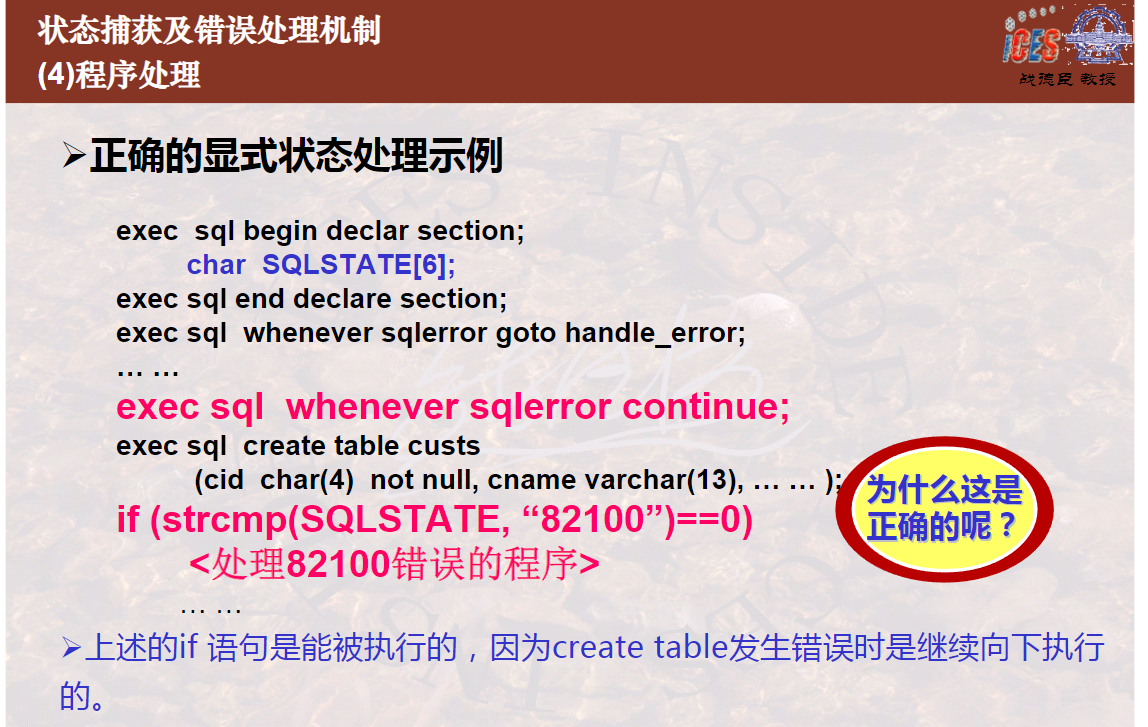 状态捕获及错误处理机制
(4)程序处理
iCES
战德臣 教授
➢正确的显式状态处理示例
exec sql begin declar section;
char SQLSTATE[6];
exec sql end declare section;
exec sql whenever sqlerror goto handle_error;
… …
exec sql whenever sqlerror continue;
exec sql create table custs
(cid char(4) not null, cname varchar(13), … … );
if (strcmp(SQLSTATE, “82100”)==0)
<处理82100错误的程序>
… …
为什么这是
正确的呢？
➢上述的if 语句是能被执行的，因为create table发生错误时是继续向下执行
的。